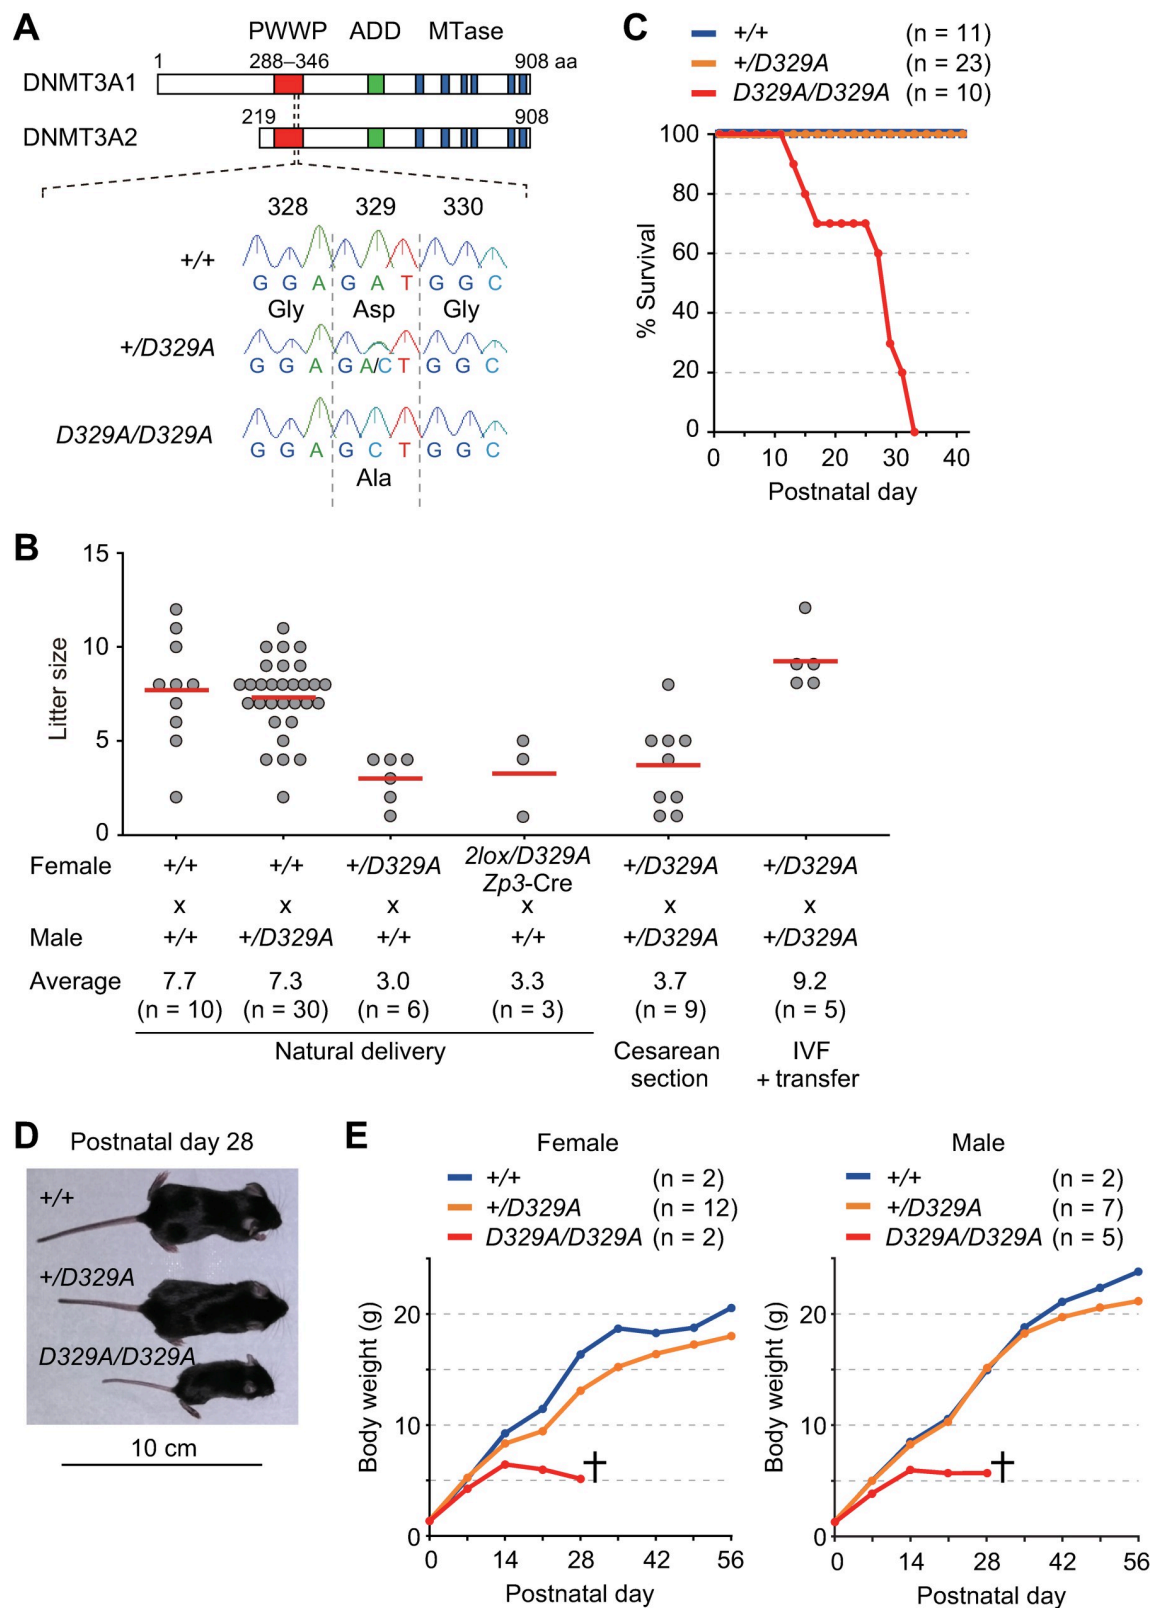 A
PWWP ADD MTase
1 288–346 908 aa
DNMT3A1
219 908
DNMT3A2
328 329 330
+/+
G G A G A T G G C
Gly Asp Gly
+/D329A
G G A G A/C T G G C
D329A/D329A
G G A G C T G G C
Ala
C
+/+ (n = 11)
+/D329A (n = 23)
D329A/D329A (n = 10)
100
80
60
40
20
0
% Survival
0 10 20 30 40
Postnatal day
B
15
10
5
0
Litter size
Female +/+ +/+ +/D329A 2lox/D329A +/D329A +/D329A
Zp3-Cre
x x x x x x
Male +/+ +/D329A +/+ +/+ +/D329A +/D329A
Average 7.7 7.3 3.0 3.3 3.7 9.2
(n = 10) (n = 30) (n = 6) (n = 3) (n = 9) (n = 5)
Natural delivery Cesarean IVF
section + transfer
D Postnatal day 28
+/+
+/D329A
D329A/D329A
10 cm
E
Female
+/+ (n = 2)
+/D329A (n = 12)
D329A/D329A (n = 2)
20
10
0
Body weight (g)
†
0 14 28 42 56
Postnatal day
Male
+/+ (n = 2)
+/D329A (n = 7)
D329A/D329A (n = 5)
20
10
0
Body weight (g)
†
0 14 28 42 56
Postnatal day